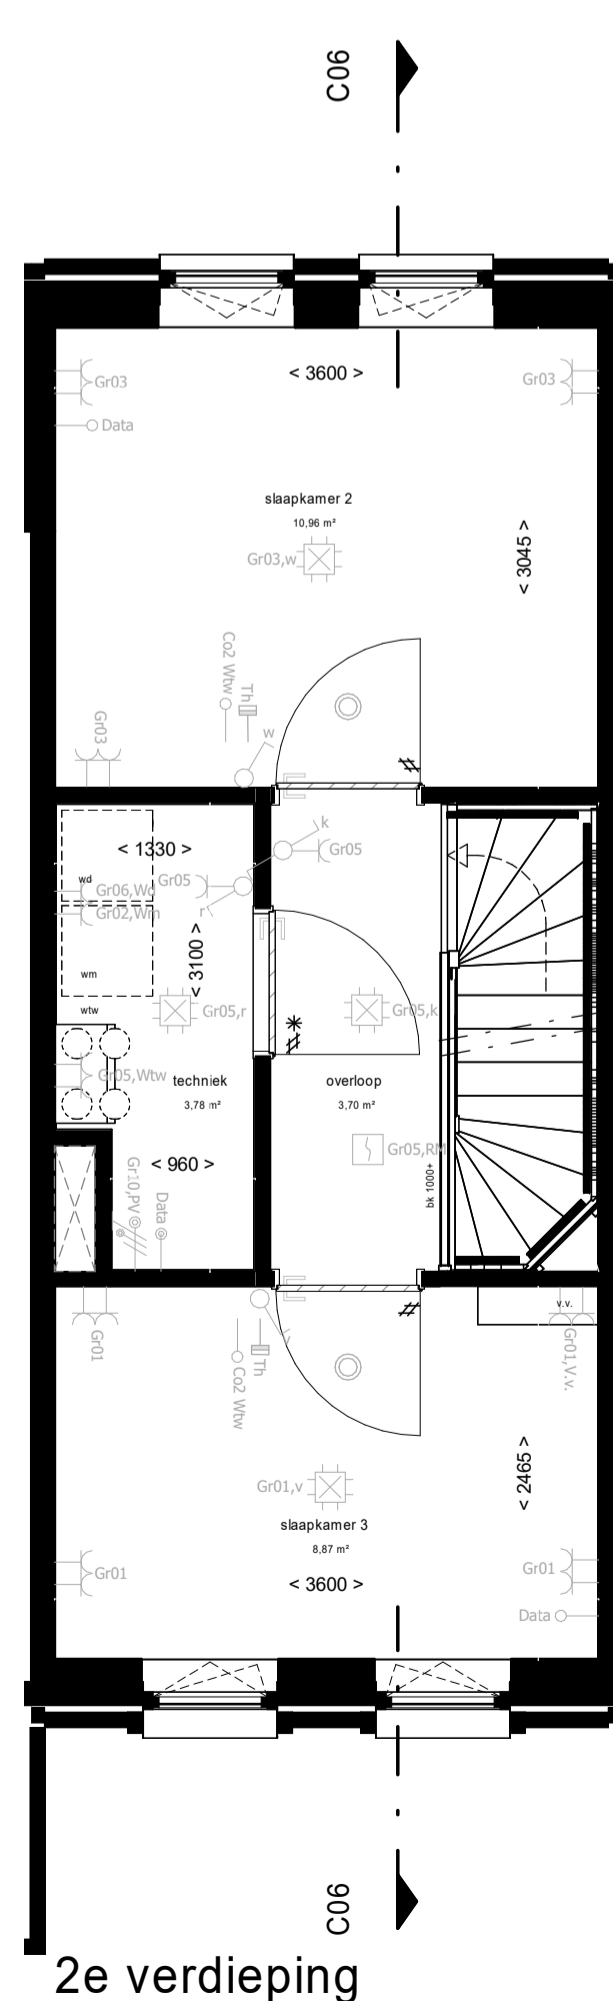 C06
< 3600 >
Gr03
Gr03
Data
slaapkamer 2
10,96 m²
< 3045 >
Gr03,w
Co2 Wtw
Th
w
Gr03
k
< 1330 >
Gr05
wd
Gr06,Wd
Gr05
Gr02,Wm
r
< 3100 >
wm
wtw
Gr05,r
Gr05,k
Gr05,Wtw
techniek
3,78 m²
overloop
3,70 m²
Gr05,RM
< 960 >
bk 1000+
Gr10,PV
Data
v.v.
Gr01
Th
Co2 Wtw
v
Gr01,V.v.
< 2465 >
Gr01,v
slaapkamer 3
8,87 m²
Gr01
Gr01
< 3600 >
Data
C06
2e verdieping